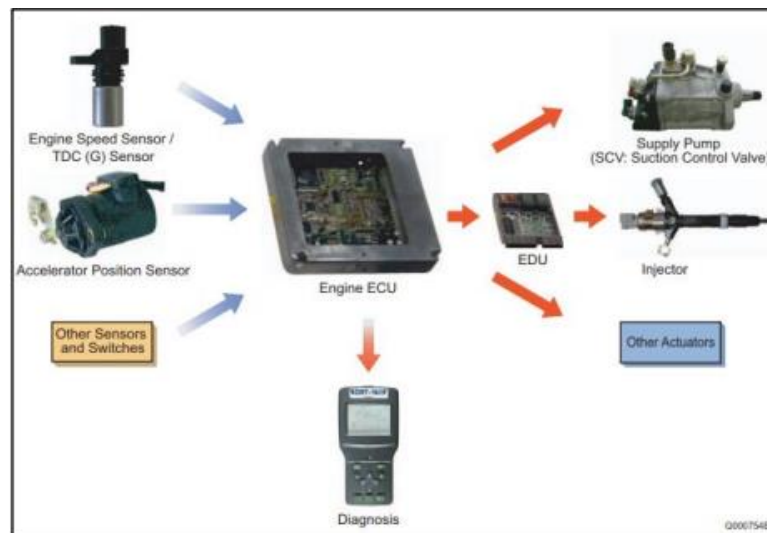 Engine Speed Sensor /
TDC (G) Sensor
Supply Pump
(SCV: Suction Control Valve)
Accelerator Position Sensor
Engine ECU
EDU
Injector
Other Sensors
and Switches
Other Actuators
Diagnosis